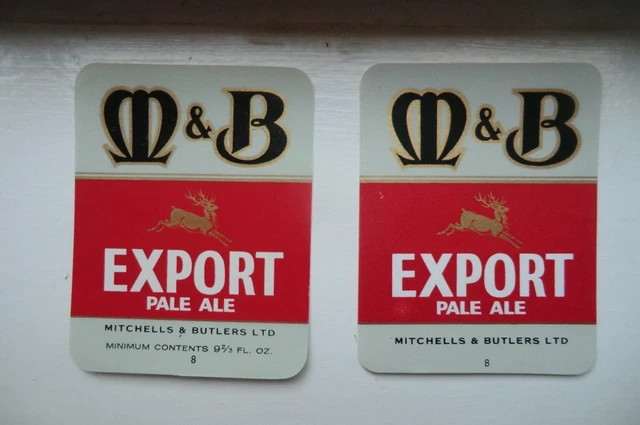 M & B
EXPORT
PALE ALE
MITCHELLS & BUTLERS LTD
MINIMUM CONTENTS 9⅔ FL. OZ.
8
M & B
EXPORT
PALE ALE
MITCHELLS & BUTLERS LTD
8